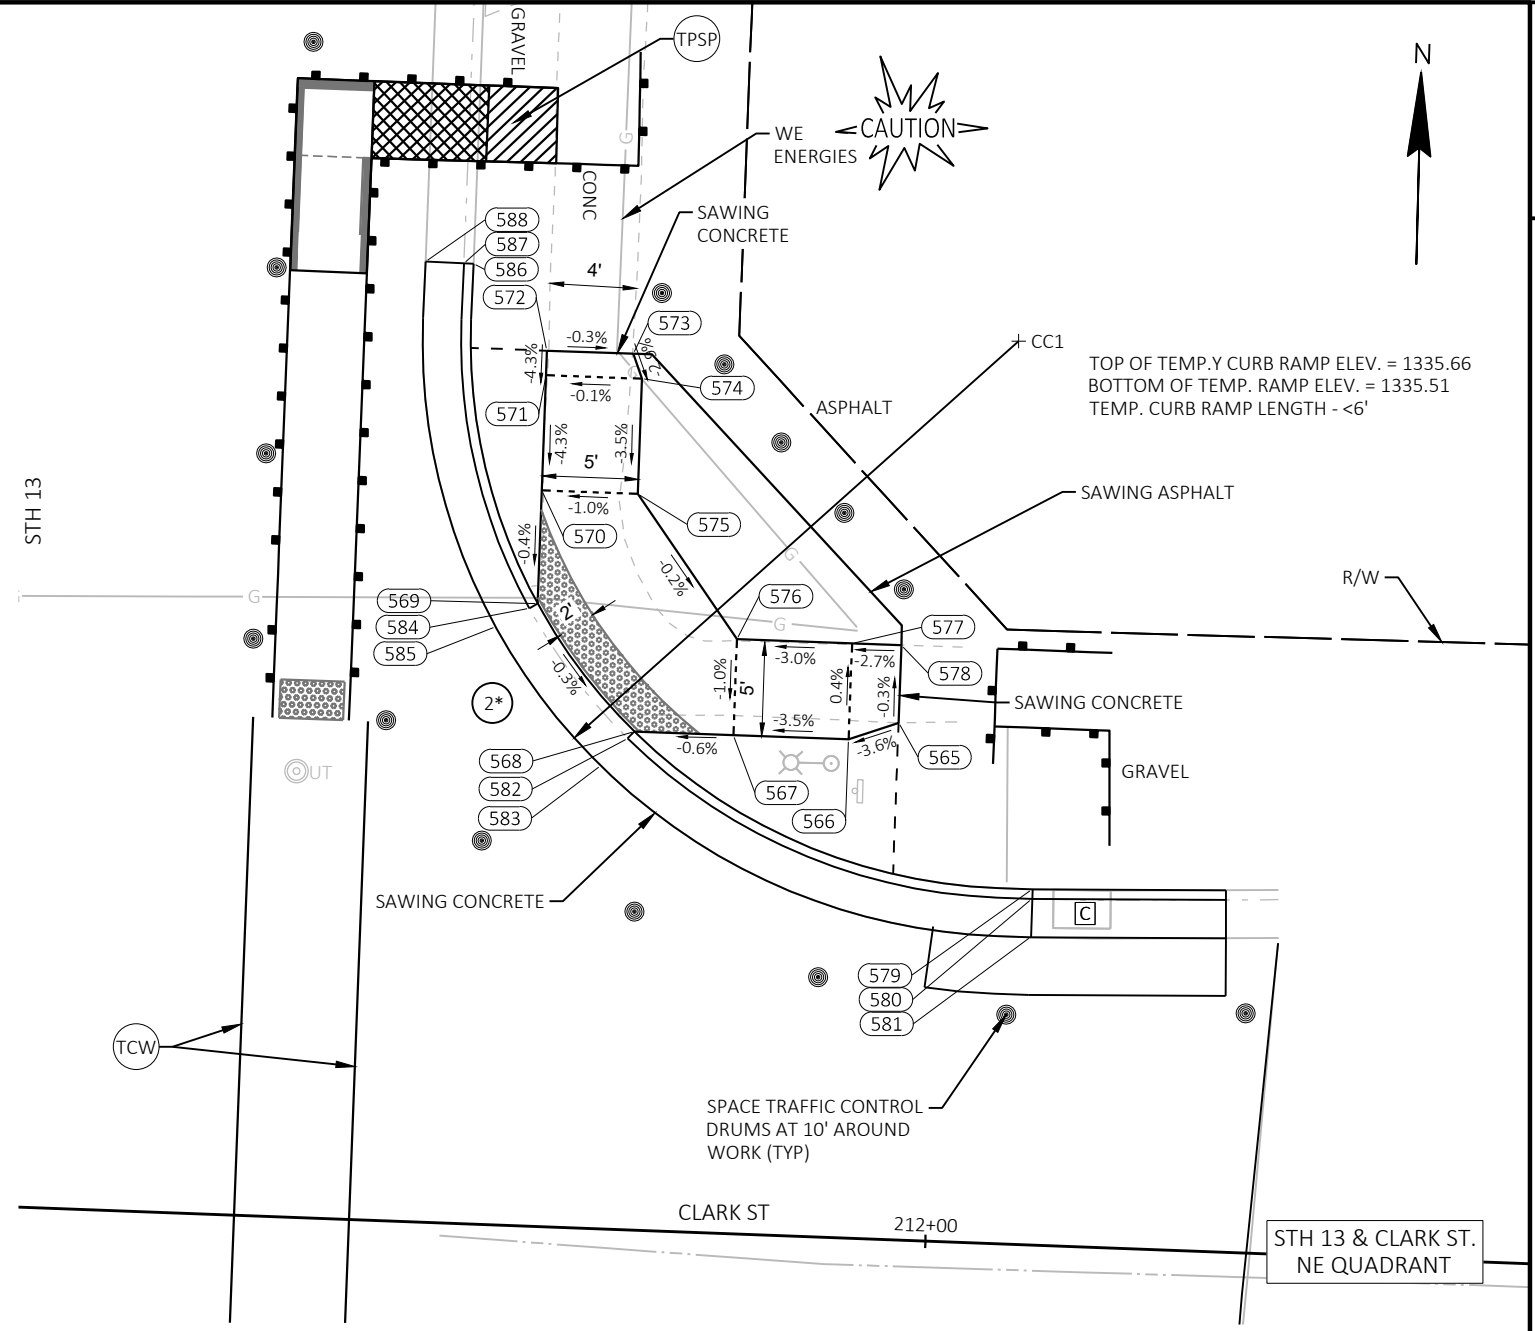 GRAVEL
TPSP
N
G
WE
ENERGIES
CAUTION
CONC
588
587
586
572
SAWING
CONCRETE
4'
573
-0.3%
-4.3%
-2.9%
G
CC1
TOP OF TEMP.Y CURB RAMP ELEV. = 1335.66
BOTTOM OF TEMP. RAMP ELEV. = 1335.51
TEMP. CURB RAMP LENGTH - <6'
574
-0.1%
571
ASPHALT
-4.3%
-3.5%
5'
SAWING ASPHALT
STH 13
-1.0%
575
570
-0.4%
G
-0.2%
R/W
G
569
584
585
2'
576
G
577
-3.0%
-2.7%
578
-0.3%
2*
-1.0%
5'
0.4%
-0.3%
SAWING CONCRETE
-3.5%
-0.6%
-3.6%
565
568
582
583
UT
567
566
GRAVEL
SAWING CONCRETE
C
579
580
581
TCW
SPACE TRAFFIC CONTROL
DRUMS AT 10' AROUND
WORK (TYP)
CLARK ST
212+00
STH 13 & CLARK ST.
NE QUADRANT